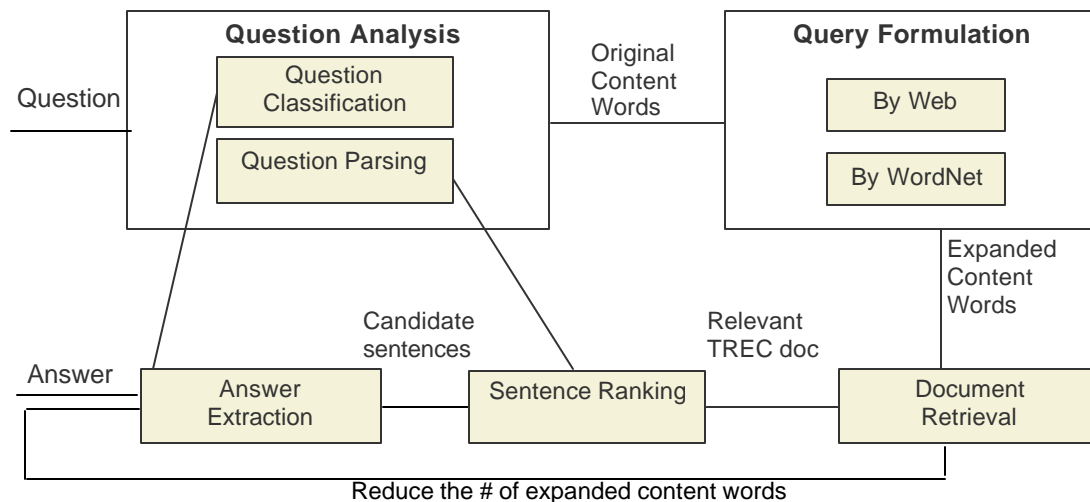 Question Analysis
Question
Classification
Question Parsing
Question
Original
Content
Words
Query Formulation
By Web
By WordNet
Expanded
Content
Words
Candidate
sentences
Relevant
TREC doc
Answer
Answer
Extraction
Sentence Ranking
Document
Retrieval
Reduce the # of expanded content words